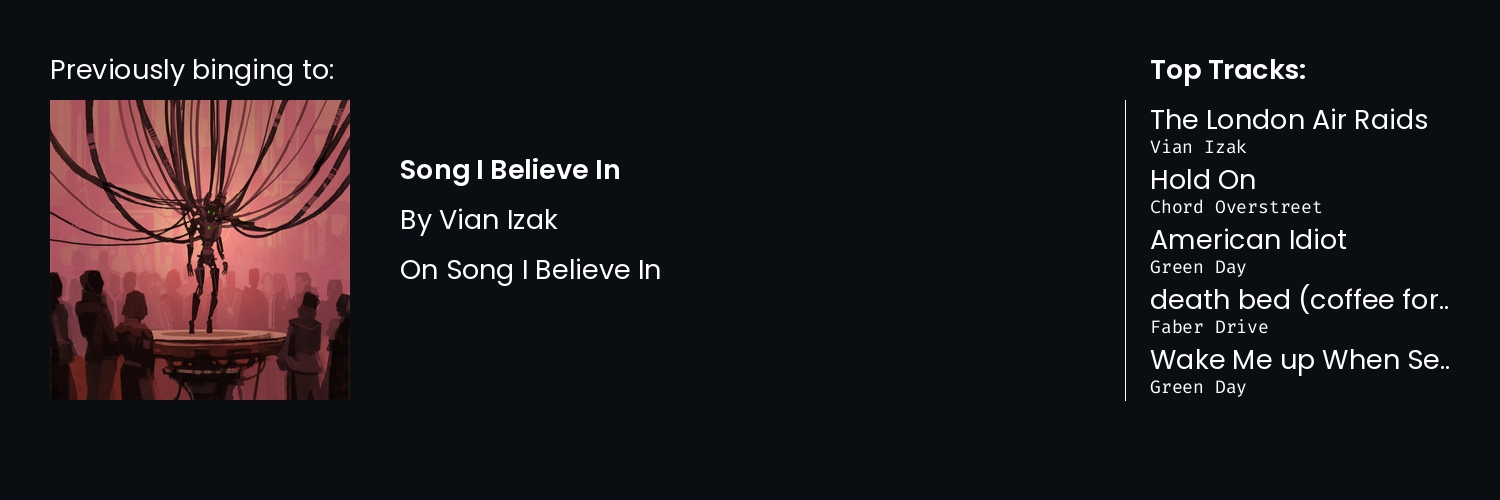 Previously binging to:
Song I Believe In
By Vian Izak
On Song I Believe In
Top Tracks:
The London Air Raids
Vian Izak
Hold On
Chord Overstreet
American Idiot
Green Day
death bed (coffee for..
Faber Drive
Wake Me up When Se..
Green Day